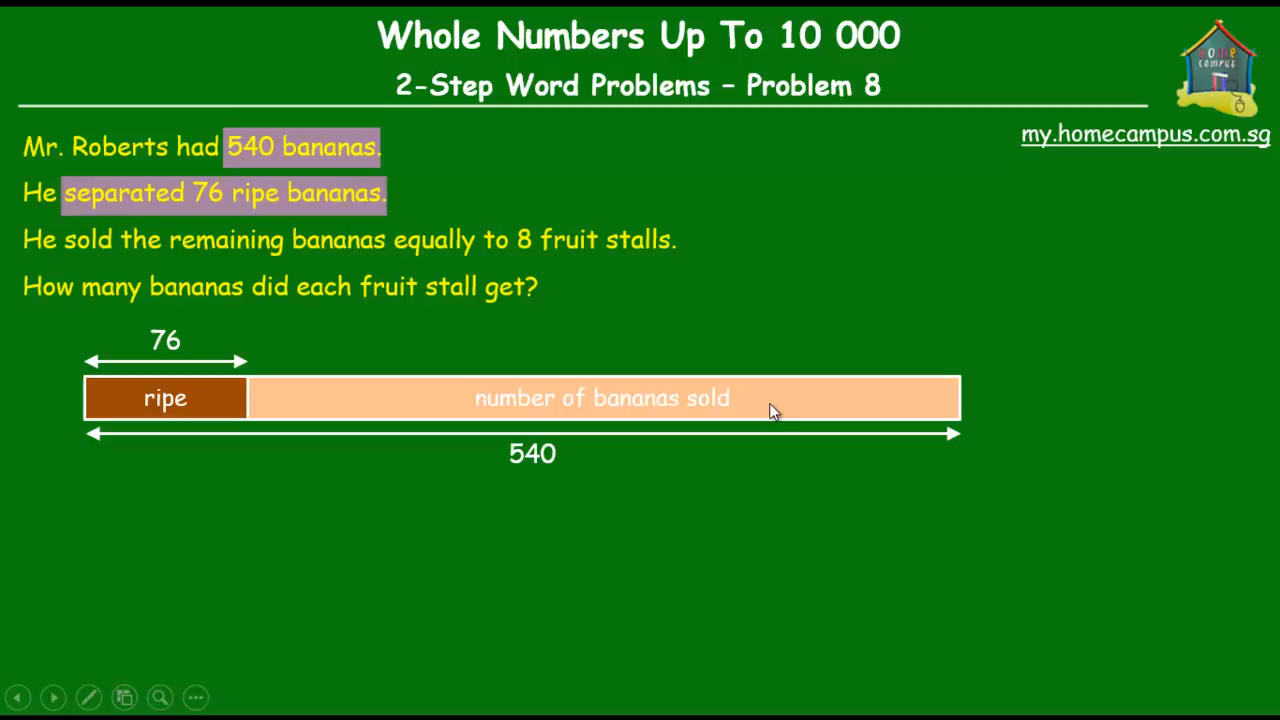 Whole Numbers Up To 10 000
2-Step Word Problems – Problem 8
Home
campus
my.homecampus.com.sg
Mr. Roberts had 540 bananas.
He separated 76 ripe bananas.
He sold the remaining bananas equally to 8 fruit stalls.
How many bananas did each fruit stall get?
76
ripe
number of bananas sold
540